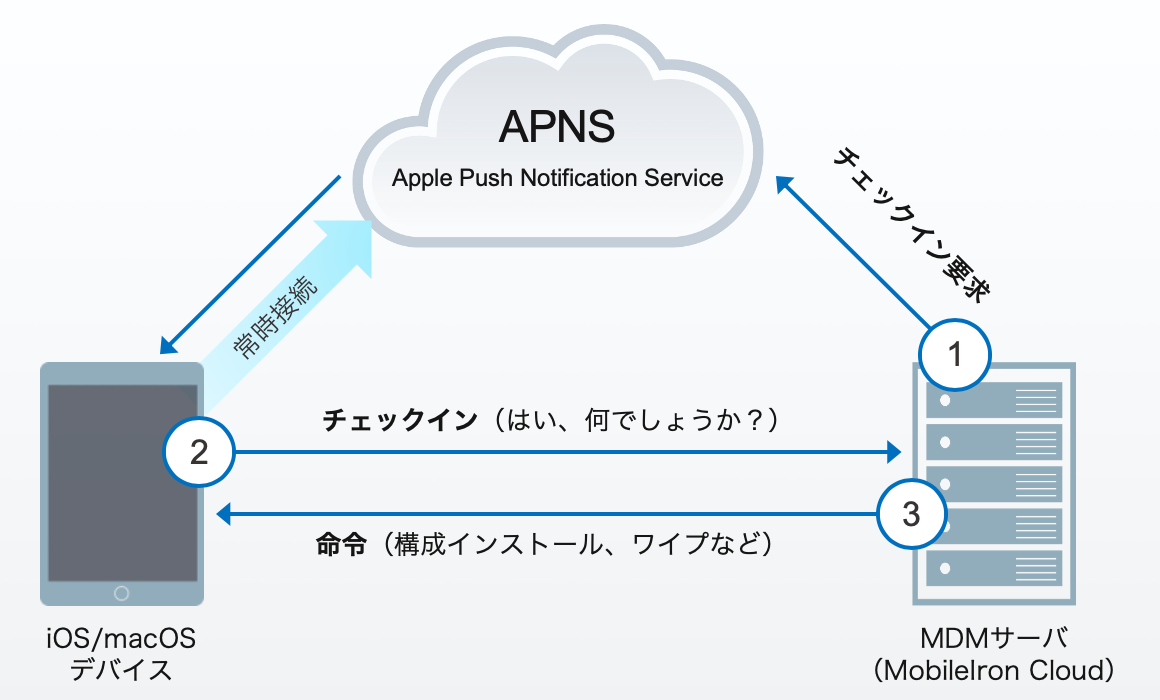 APNS
Apple Push Notification Service
チェックイン要求
常時接続
1
チェックイン（はい、何でしょうか？）
2
3
命令（構成インストール、ワイプなど）
iOS/macOS
デバイス
MDMサーバ
（MobileIron Cloud）